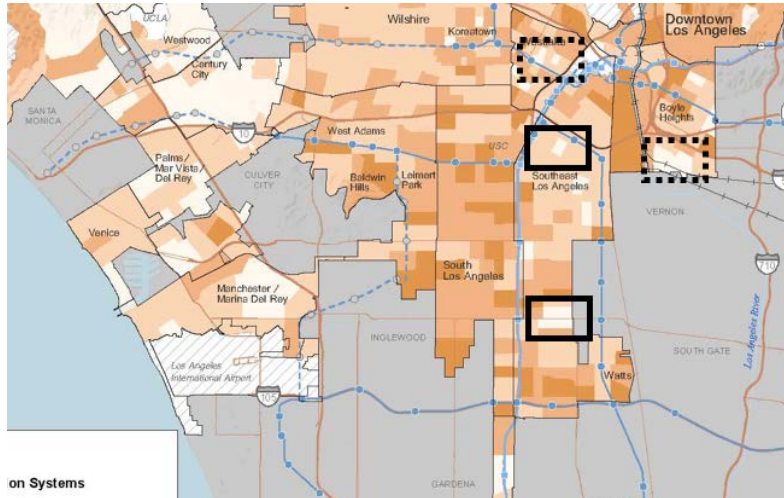 UCLA
Wilshire
Koreatown
Westwood
Downtown
Los Angeles
Century
City
SANTA
MONICA
10
USC
Boyle
Heights
West Adams
Palms/
Mar Vista/
Del Rey
CULVER
CITY
Baldwin
Hills
Leimert
Park
Southeast
Los Angeles
VERNON
Venice
South
Los Angeles
710
Manchester /
Marina Del Rey
INGLEWOOD
Los Angeles River
SOUTH GATE
Los Angeles
International Airport
Watts
105
GARDENA
on Systems